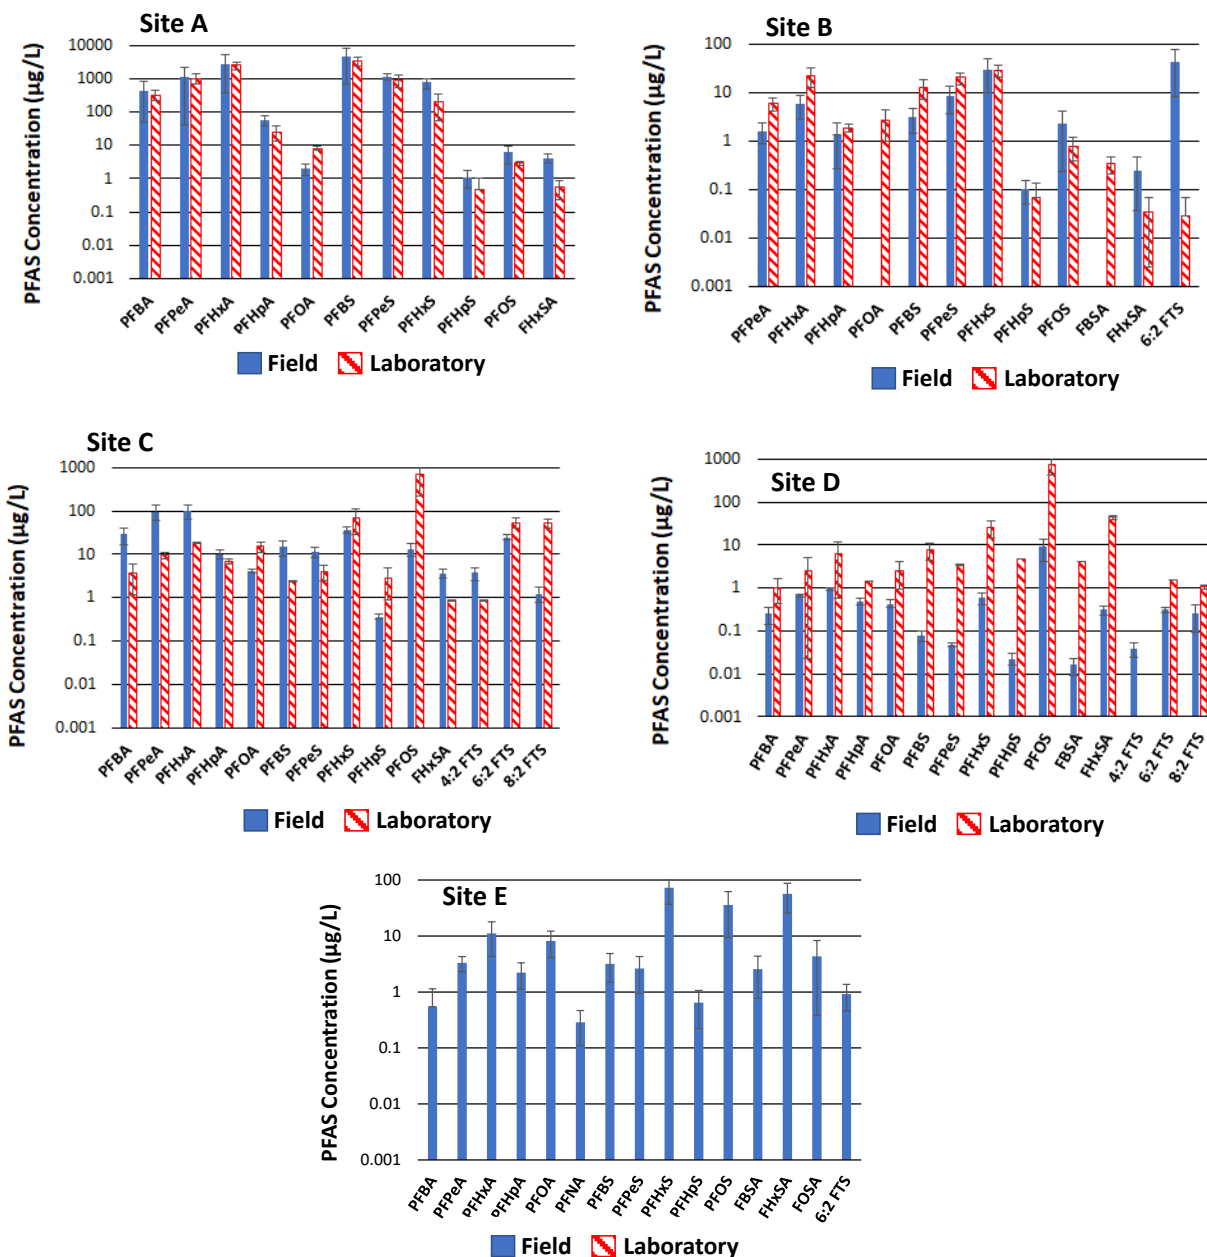 Site A
PFAS Concentration (µg/L)
10000
1000
100
10
1
0.1
0.01
0.001
PFBA
PFPeA
PFHxA
PFHpA
PFOA
PFBS
PFPeS
PFHxS
PFHpS
PFOS
FHxSA
Field
Laboratory
Site B
PFAS Concentration (µg/L)
100
10
1
0.1
0.01
0.001
PFPeA
PFHxA
PFHpA
PFOA
PFBS
PFPeS
PFHxS
PFHpS
PFOS
FBSA
FHxSA
6:2 FTS
Field
Laboratory
Site C
PFAS Concentration (µg/L)
1000
100
10
1
0.1
0.01
0.001
PFBA
PFPeA
PFHxA
PFHpA
PFOA
PFBS
PFPeS
PFHxS
PFHpS
PFOS
FHxSA
4:2 FTS
6:2 FTS
8:2 FTS
Field
Laboratory
Site D
PFAS Concentration (µg/L)
1000
100
10
1
0.1
0.01
0.001
PFBA
PFPeA
PFHxA
PFHpA
PFOA
PFBS
PFPeS
PFHxS
PFHpS
PFOS
FBSA
FHxSA
4:2 FTS
6:2 FTS
8:2 FTS
Field
Laboratory
Site E
PFAS Concentration (µg/L)
100
10
1
0.1
0.01
0.001
PFBA
PFPeA
PFHxA
PFHpA
PFOA
PFNA
PFBS
PFPeS
PFHxS
PFHpS
PFOS
FBSA
FHxSA
FOSA
6:2 FTS
Field
Laboratory